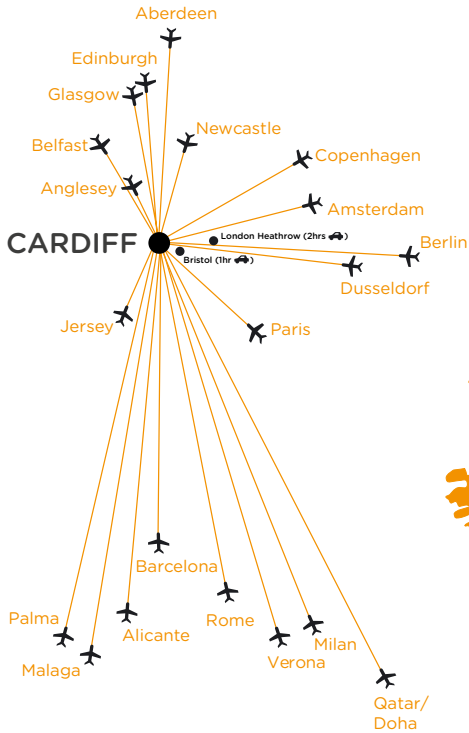 Aberdeen
Edinburgh
Glasgow
Newcastle
Belfast
Copenhagen
Anglesey
Amsterdam
CARDIFF
London Heathrow (2hrs)
Berlin
Bristol (1hr)
Dusseldorf
Jersey
Paris
Barcelona
Palma
Alicante
Rome
Milan
Malaga
Verona
Qatar/
Doha